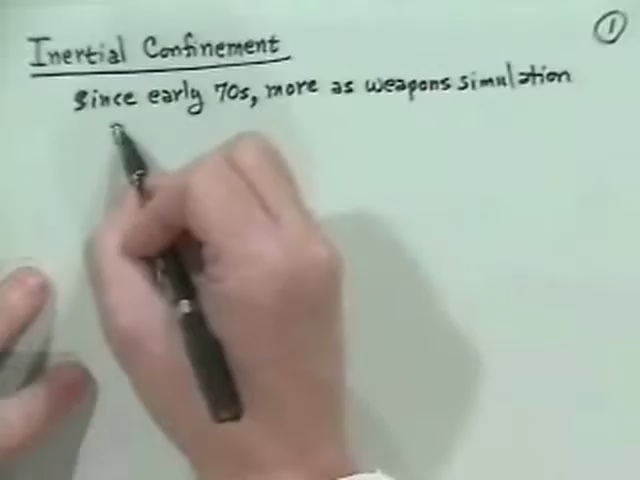 ①
Inertial Confinement
since early 70s, more as weapons simulation